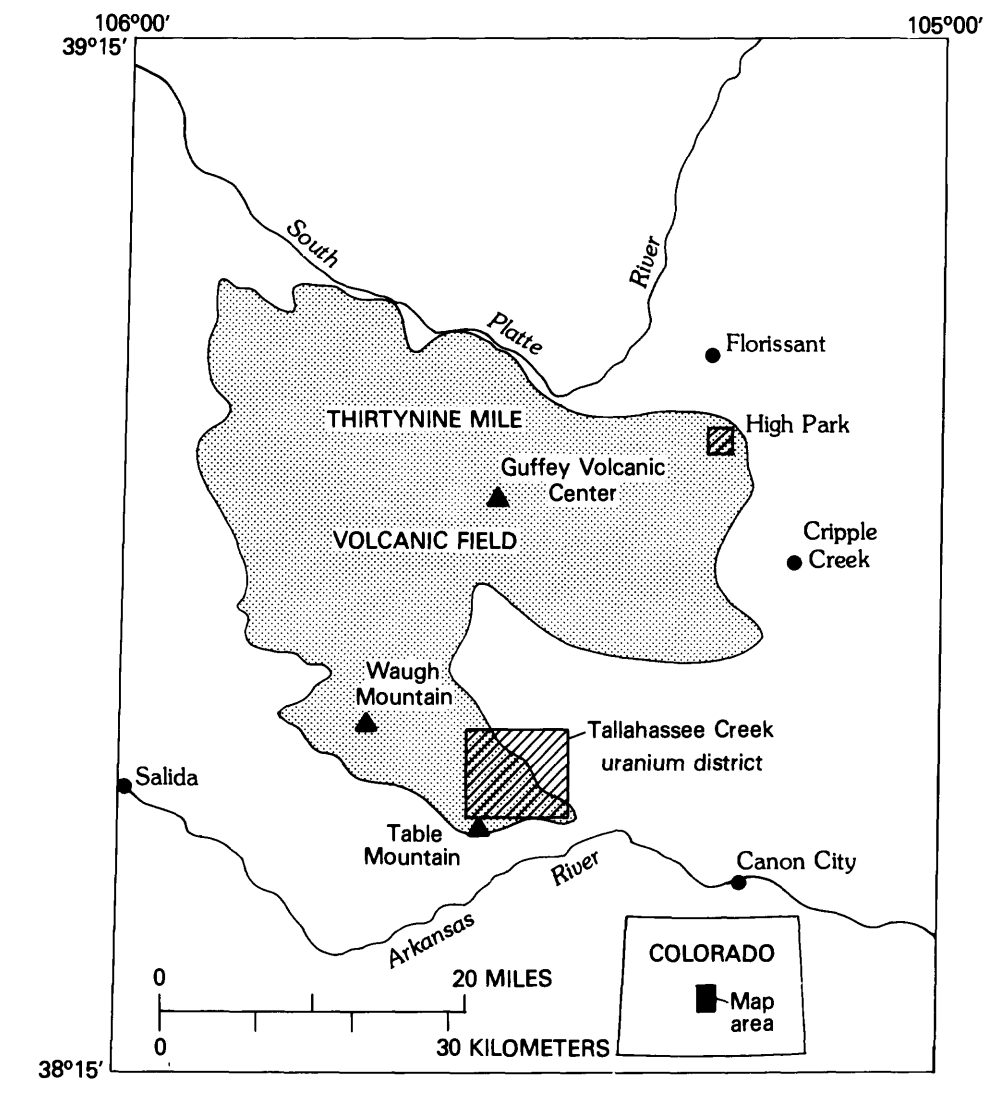 106°00'
105°00'
39°15'
South
Platte
River
Florissant
High Park
THIRTYNINE MILE
Guffey Volcanic
Center
VOLCANIC FIELD
Cripple
Creek
Waugh
Mountain
Tallahassee Creek
uranium district
Salida
Table
Mountain
River
Arkansas
Canon City
COLORADO
Map
area
0
20 MILES
0
30 KILOMETERS
38°15'